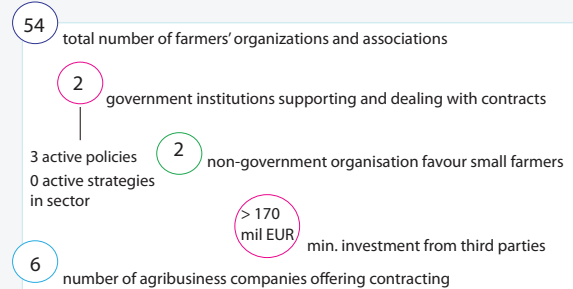 54
total number of farmers' organizations and associations
2
government institutions supporting and dealing with contracts
3 active policies
0 active strategies
in sector
2
non-government organisation favour small farmers
> 170
mil EUR
min. investment from third parties
6
number of agribusiness companies offering contracting